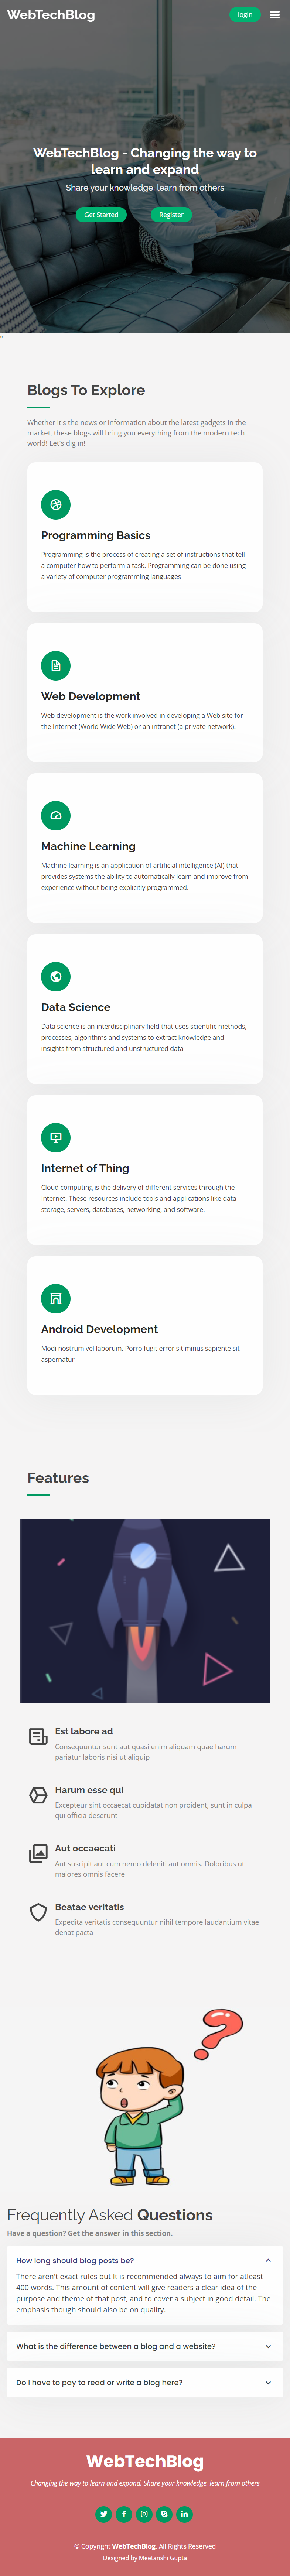 WebTechBlog
login
WebTechBlog - Changing the way to
learn and expand
Share your knowledge, learn from others
Get Started
Register
Blogs To Explore
Whether it's the news or information about the latest gadgets in the
market, these blogs will bring you everything from the modern tech
world! Let's dig in!
Programming Basics
Programming is the process of creating a set of instructions that tell
a computer how to perform a task. Programming can be done using
a variety of computer programming languages
Web Development
Web development is the work involved in developing a Web site for
the Internet (World Wide Web) or an intranet (a private network).
Machine Learning
Machine learning is an application of artificial intelligence (AI) that
provides systems the ability to automatically learn and improve from
experience without being explicitly programmed.
Data Science
Data science is an interdisciplinary field that uses scientific methods,
processes, algorithms and systems to extract knowledge and
insights from structured and unstructured data
Internet of Thing
Cloud computing is the delivery of different services through the
Internet. These resources include tools and applications like data
storage, servers, databases, networking, and software.
Android Development
Modi nostrum vel laborum. Porro fugit error sit minus sapiente sit
aspernatur
Features
Est labore ad
Consequuntur sunt aut quasi enim aliquam quae harum
pariatur laboris nisi ut aliquip
Harum esse qui
Excepteur sint occaecat cupidatat non proident, sunt in culpa
qui officia deserunt
Aut occaecati
Aut suscipit aut cum nemo deleniti aut omnis. Doloribus ut
maiores omnis facere
Beatae veritatis
Expedita veritatis consequuntur nihil tempore laudantium vitae
denat pacta
Frequently Asked Questions
Have a question? Get the answer in this section.
How long should blog posts be?
There aren't exact rules but It is recommended always to aim for atleast
400 words. This amount of content will give readers a clear idea of the
purpose and theme of that post, and to cover a subject in good detail. The
emphasis though should also be on quality.
What is the difference between a blog and a website?
Do I have to pay to read or write a blog here?
WebTechBlog
Changing the way to learn and expand. Share your knowledge, learn from others
© Copyright WebTechBlog. All Rights Reserved
Designed by Meetanshi Gupta